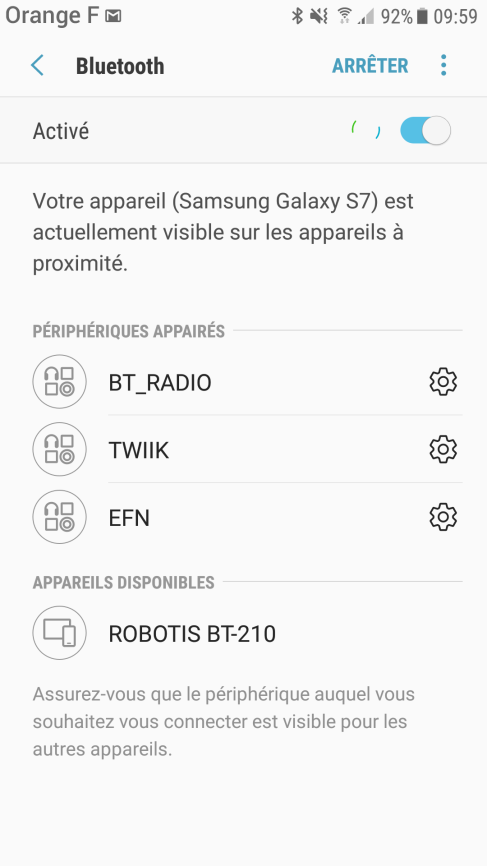 Orange F 92% 09:59
Bluetooth ARRÊTER
Activé
Votre appareil (Samsung Galaxy S7) est
actuellement visible sur les appareils à
proximité.
PÉRIPHÉRIQUES APPAIRÉS
BT_RADIO
TWIIK
EFN
APPAREILS DISPONIBLES
ROBOTIS BT-210
Assurez-vous que le périphérique auquel vous
souhaitez vous connecter est visible pour les
autres appareils.